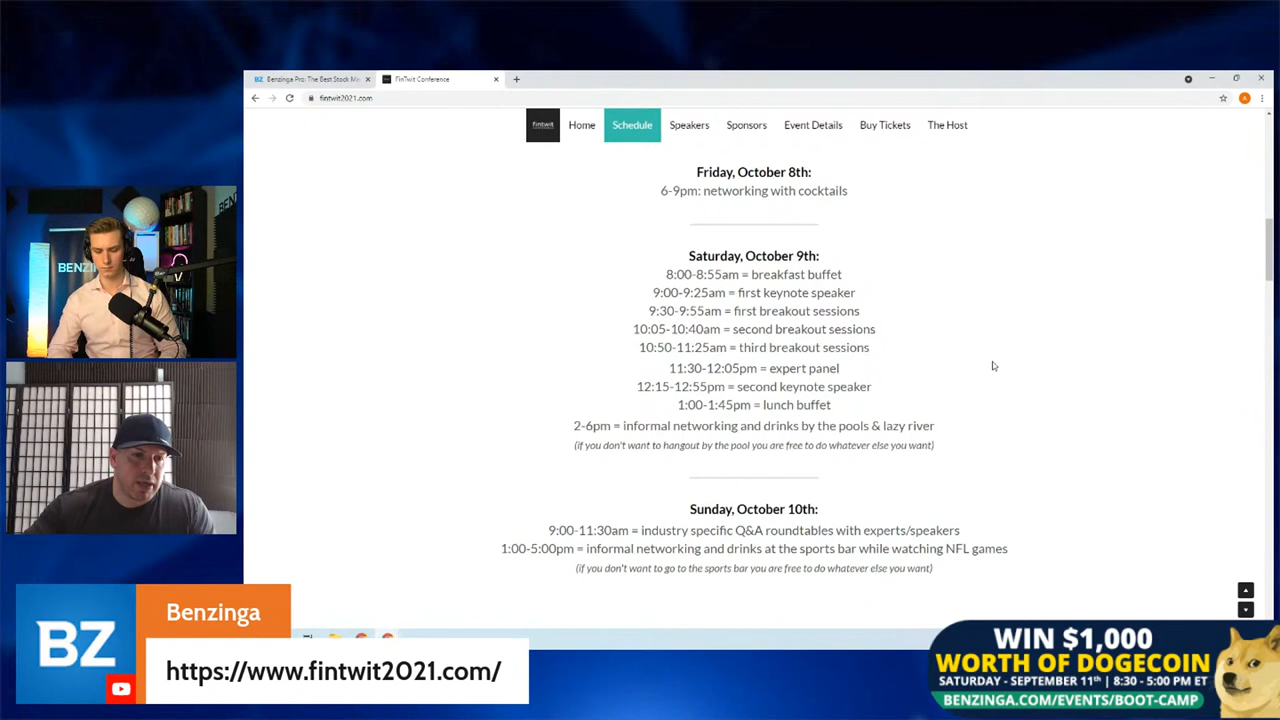 Benzinga Pro: The Best Stock Ma
FinTwit Conference
fintwit2021.com
fintwit
Home
Schedule
Speakers
Sponsors
Event Details
Buy Tickets
The Host
Friday, October 8th:
6-9pm: networking with cocktails
Saturday, October 9th:
8:00-8:55am = breakfast buffet
9:00-9:25am = first keynote speaker
9:30-9:55am = first breakout sessions
10:05-10:40am = second breakout sessions
10:50-11:25am = third breakout sessions
11:30-12:05pm = expert panel
12:15-12:55pm = second keynote speaker
1:00-1:45pm = lunch buffet
2-6pm = informal networking and drinks by the pools & lazy river
(if you don't want to hangout by the pool you are free to do whatever else you want)
Sunday, October 10th:
9:00-11:30am = industry specific Q&A roundtables with experts/speakers
1:00-5:00pm = informal networking and drinks at the sports bar while watching NFL games
(if you don't want to go to the sports bar you are free to do whatever else you want)
BENZIN
BZ
Benzinga
https://www.fintwit2021.com/
WIN $1,000
WORTH OF DOGECOIN
SATURDAY - SEPTEMBER 11th | 8:30 - 5:00 PM ET
BENZINGA.COM/EVENTS/BOOT-CAMP